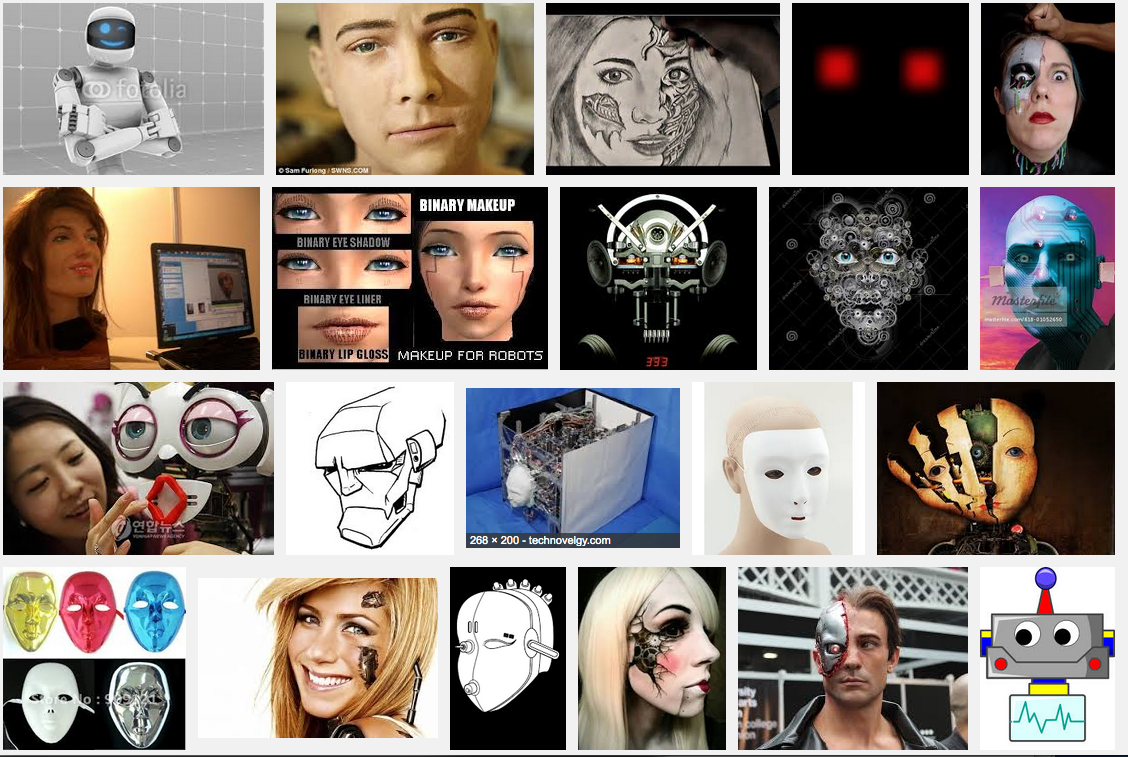 fotolia
© Sam Furlong / SWNS.COM
BINARY MAKEUP
BINARY EYE SHADOW
BINARY EYE LINER
BINARY LIP GLOSS
MAKEUP FOR ROBOTS
333
Masterfile
masterfile.com/618-01052650
연합뉴스
YONHAP NEWS AGENCY
268 × 200 - technovelgy.com